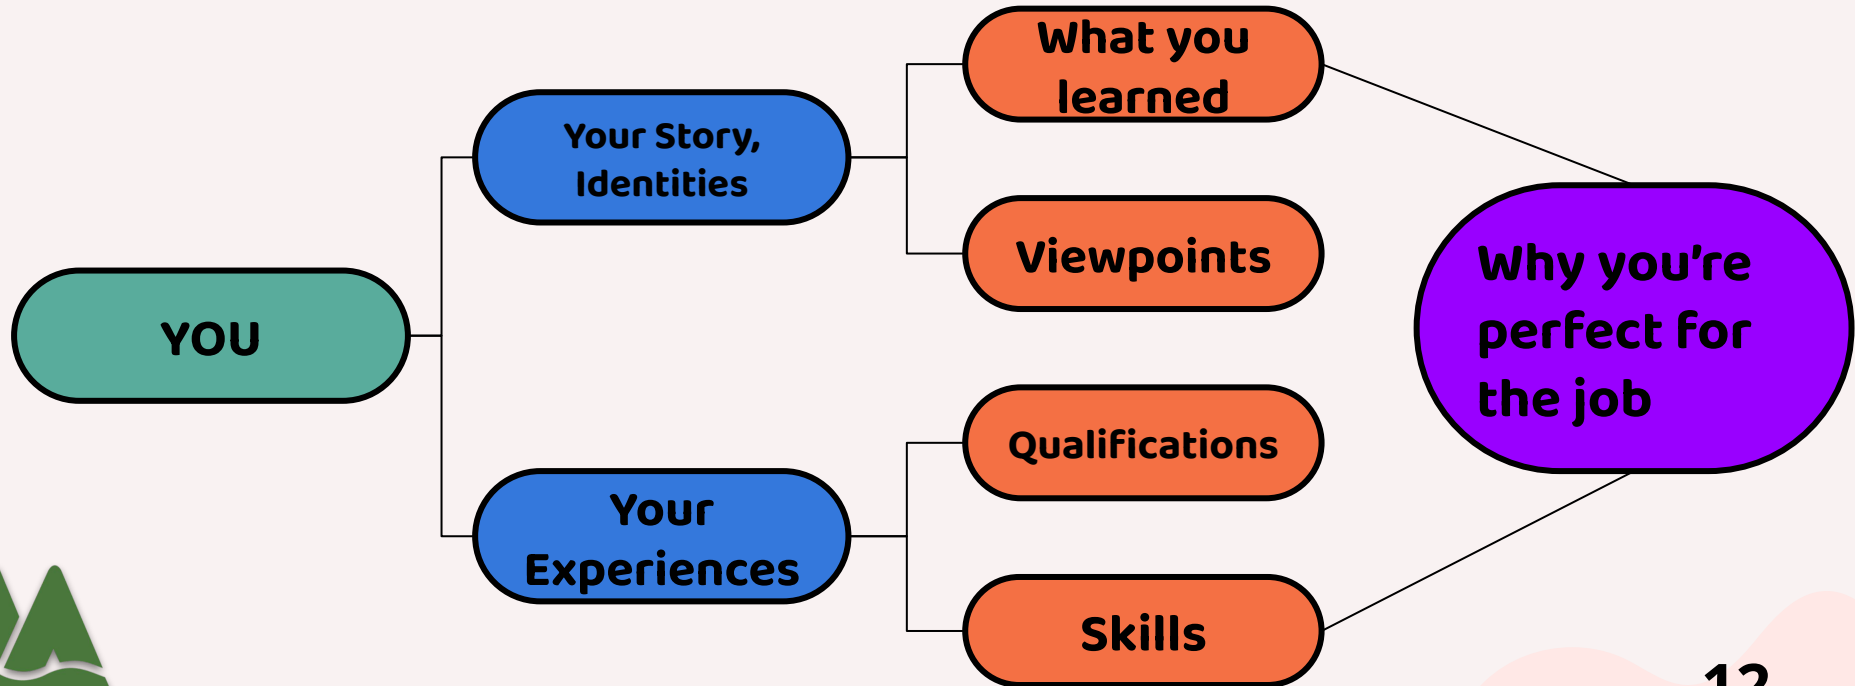 YOU
Your Story,
Identities
Your
Experiences
What you
learned
Viewpoints
Qualifications
Skills
Why you’re
perfect for
the job
12